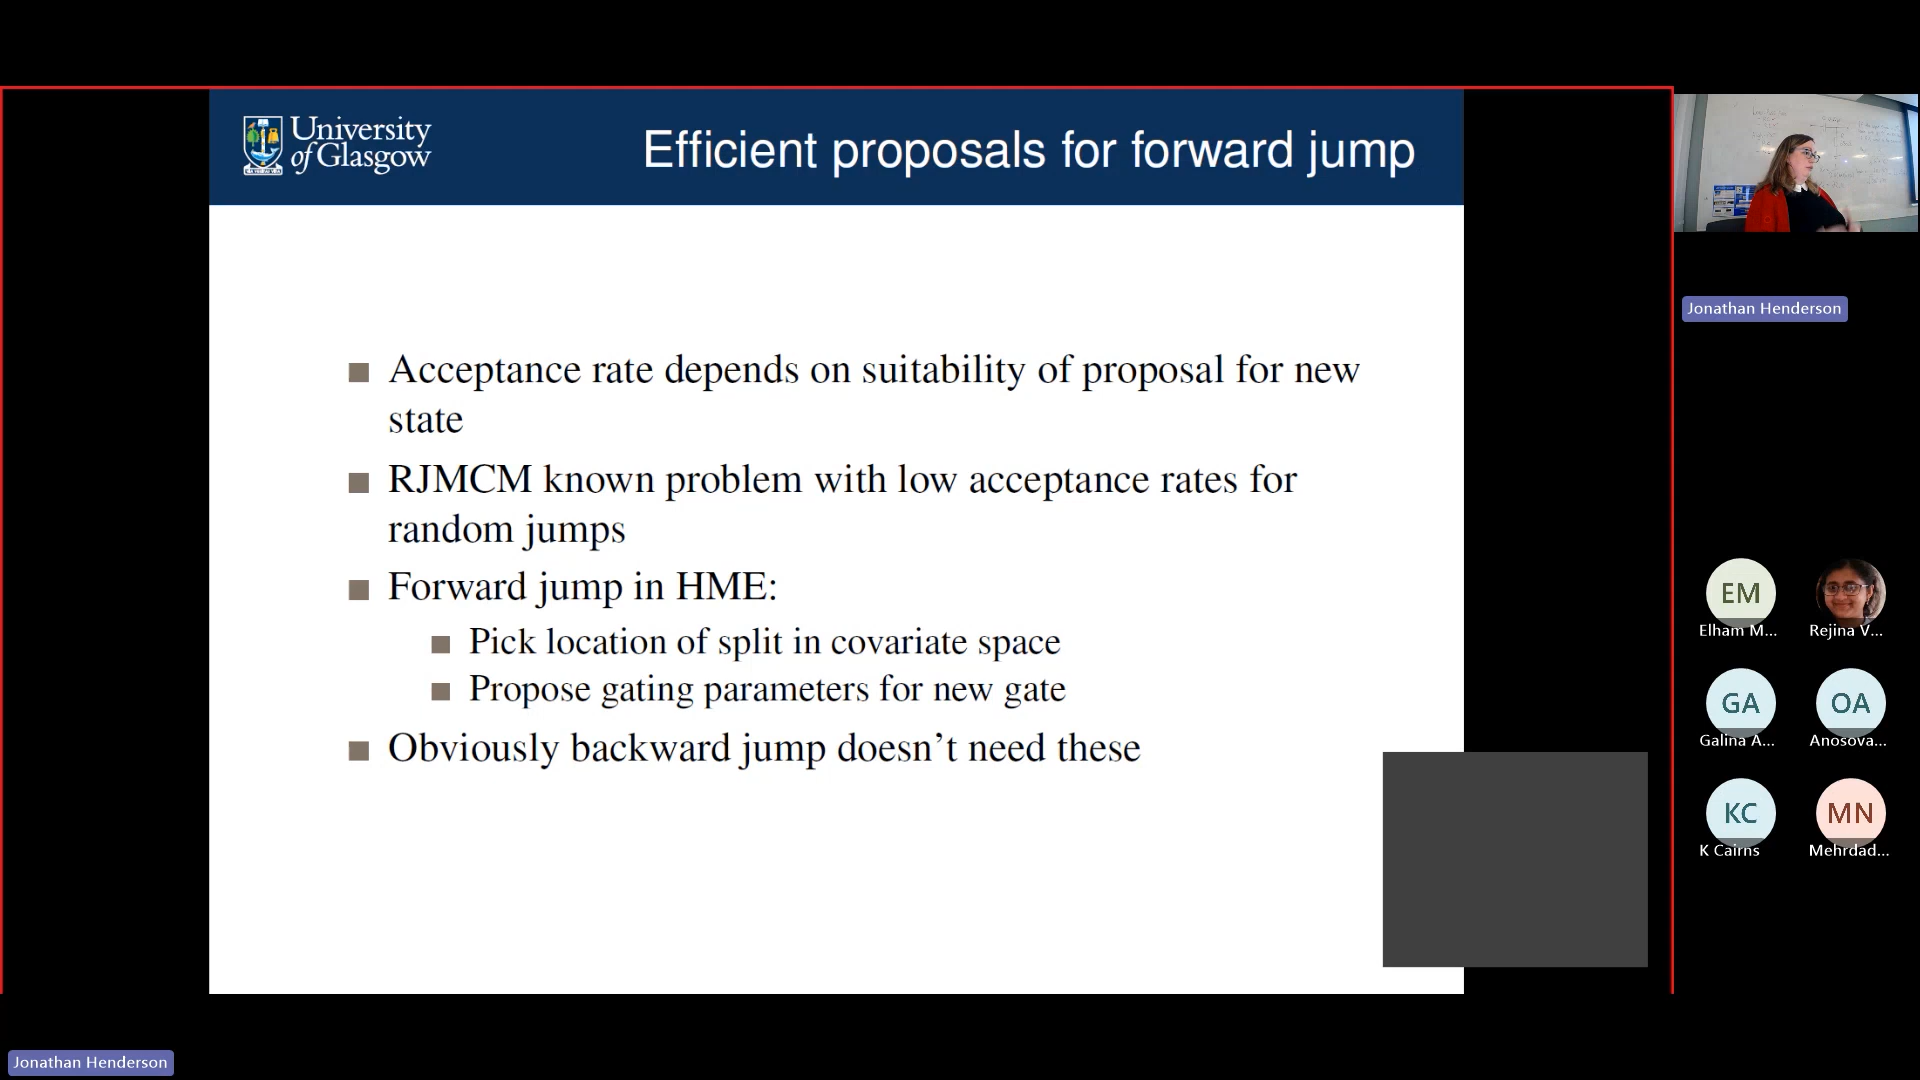 University
of Glasgow
Efficient proposals for forward jump
Acceptance rate depends on suitability of proposal for new
state
RJMCM known problem with low acceptance rates for
random jumps
Forward jump in HME:
Pick location of split in covariate space
Propose gating parameters for new gate
Obviously backward jump doesn't need these
Jonathan Henderson
EM
Elham M...
Rejina V...
GA
Galina A...
OA
Anosova...
KC
K Cairns
MN
Mehrdad...
Jonathan Henderson